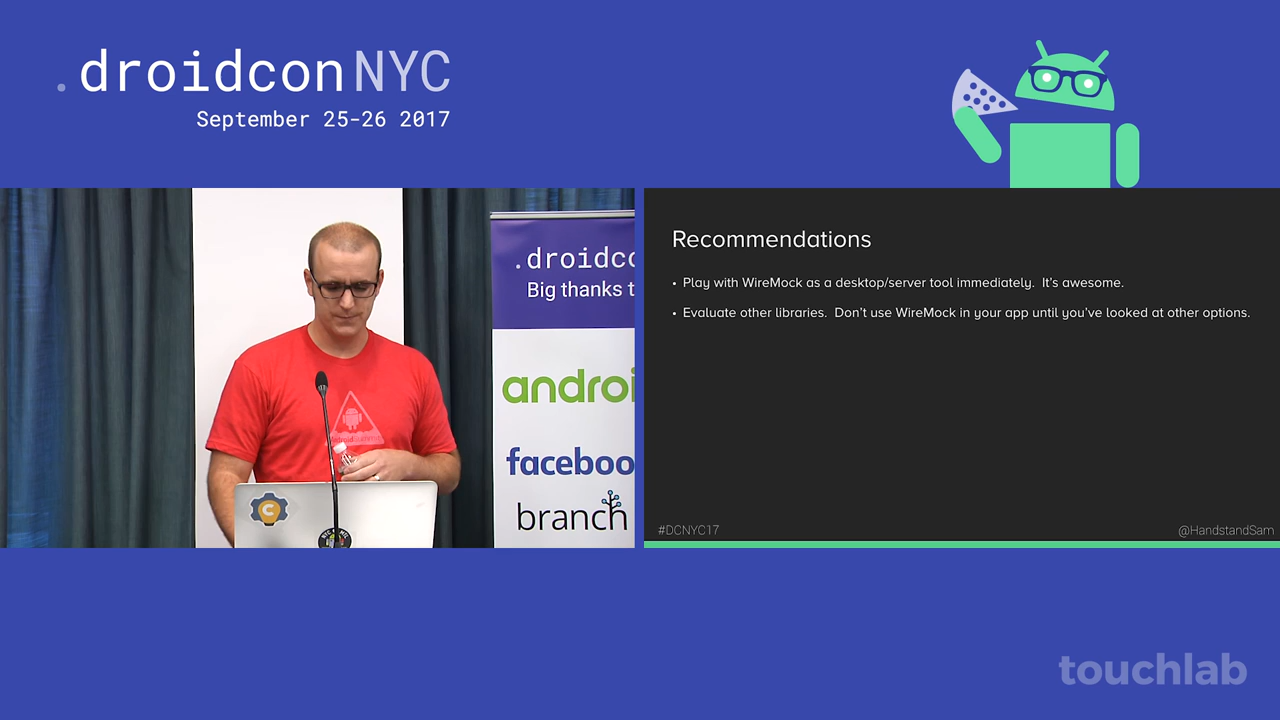 .droidcon NYC
September 25-26 2017
.droidco
Big thanks t
androi
faceboo
branch
Recommendations
• Play with WireMock as a desktop/server tool immediately. It's awesome.
• Evaluate other libraries. Don't use WireMock in your app until you've looked at other options.
#DCNYC17
@HandstandSam
touchlab